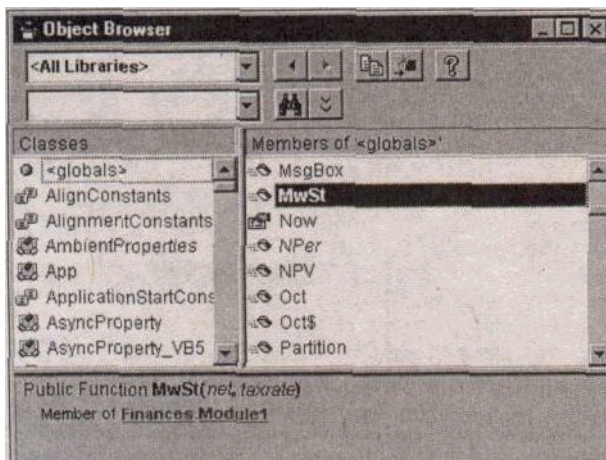 Object Browser
<All Libraries>
Classes
Members of '<globals>'
<globals>
AlignConstants
AlignmentConstants
AmbientProperties
App
ApplicationStartCons
AsyncProperty
AsyncProperty_VB5
MsgBox
MwSt
Now
NPer
NPV
Oct
Oct$
Partition
Public Function MwSt(net, taxrate)
Member of Finances.Module1